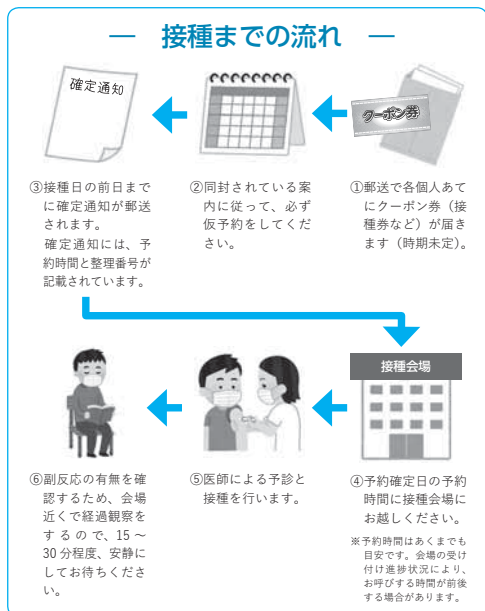 — 接種までの流れ —
クーポン券
①郵送で各個人あて
にクーポン券（接
種券など）が届き
ます（時期未定）。
②同封されている案
内に従って、必ず
仮予約をしてくだ
さい。
確定通知
③接種日の前日まで
に確定通知が郵送
されます。
確定通知には、予
約時間と整理番号が
記載されています。
接種会場
④予約確定日の予約
時間に接種会場に
お越しください。
※予約時間はあくまでも
目安です。会場の受け
付け進捗状況により、
お呼びする時間が前後
する場合があります。
⑤医師による予診と
接種を行います。
⑥副反応の有無を確
認するため、会場
近くで経過観察を
するので、15～
30分程度、安静に
してお待ちくださ
い。